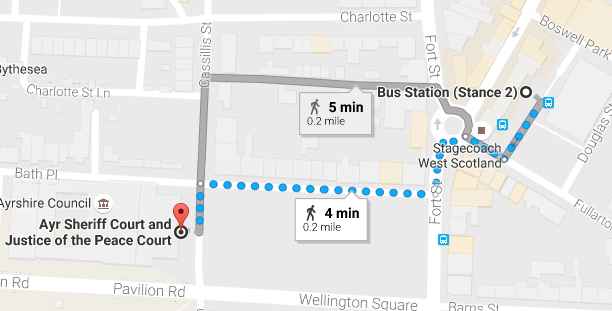 Charlotte St
Cassillis St
Fort St
Boswell Park
Bythesea
Charlotte St Ln
Bus Station (Stance 2)
5 min
0.2 mile
Douglas
Stagecoach
West Scotland
Bath Pl
Ayrshire Council
Fort St
Fullarton
Ayr Sheriff Court and
Justice of the Peace Court
4 min
0.2 mile
n Rd
Pavilion Rd
Wellington Square
Barns St